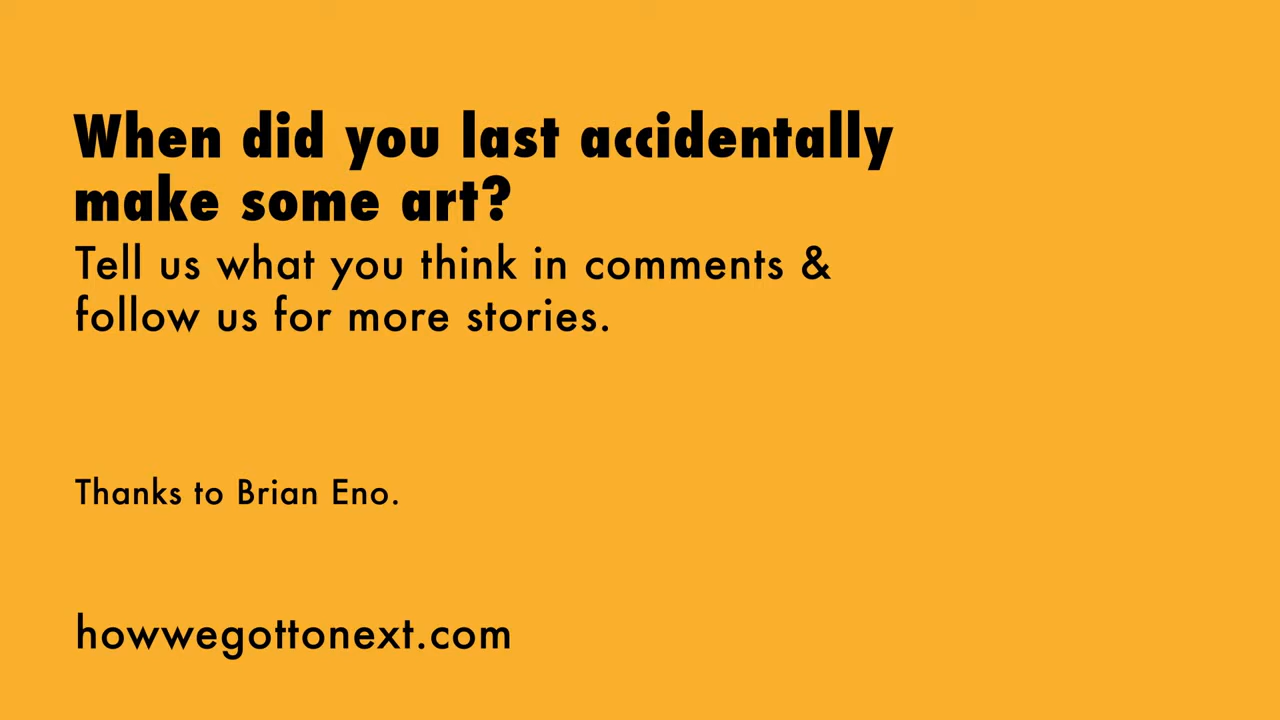 When did you last accidentally
make some art?
Tell us what you think in comments &
follow us for more stories.
Thanks to Brian Eno.
howwegottonext.com